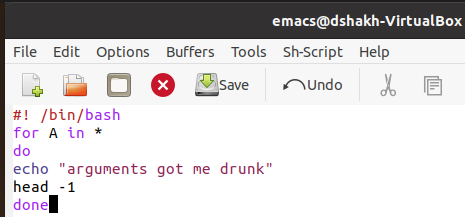 emacs@dshakh-VirtualBox
File Edit Options Buffers Tools Sh-Script Help
Save Undo
#! /bin/bash
for A in *
do
echo "arguments got me drunk"
head -1
done